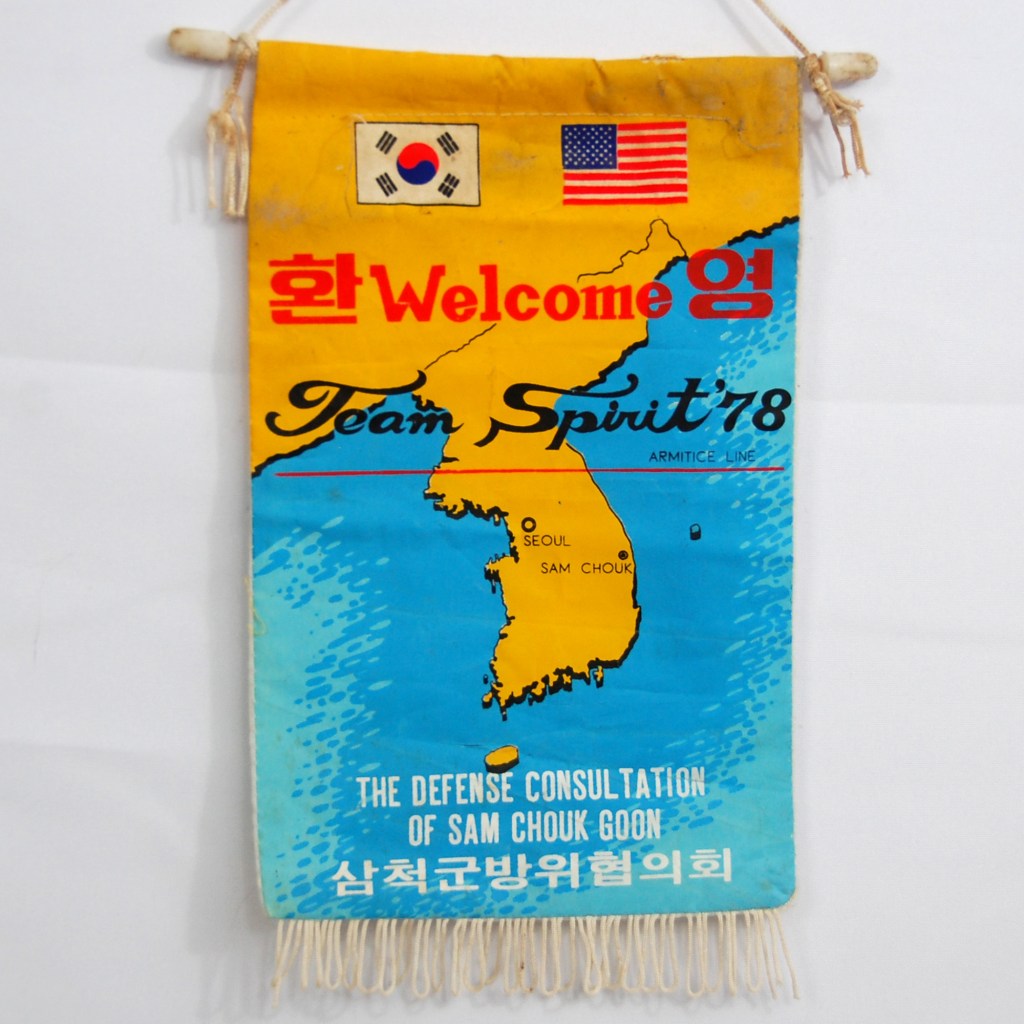 환 Welcome 영
Team Spirit '78
ARMITICE LINE
SEOUL
SAM CHOUK
THE DEFENSE CONSULTATION
OF SAM CHOUK GOON
삼척군방위협의회